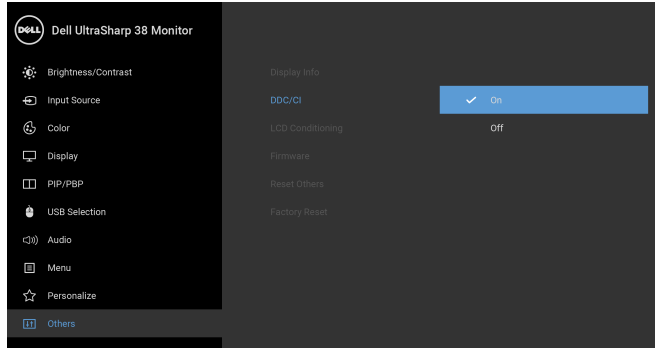 DELL
Dell UltraSharp 38 Monitor
Brightness/Contrast
Input Source
Color
Display
PIP/PBP
USB Selection
Audio
Menu
Personalize
Others
Display Info
DDC/CI
LCD Conditioning
Firmware
Reset Others
Factory Reset
On
Off